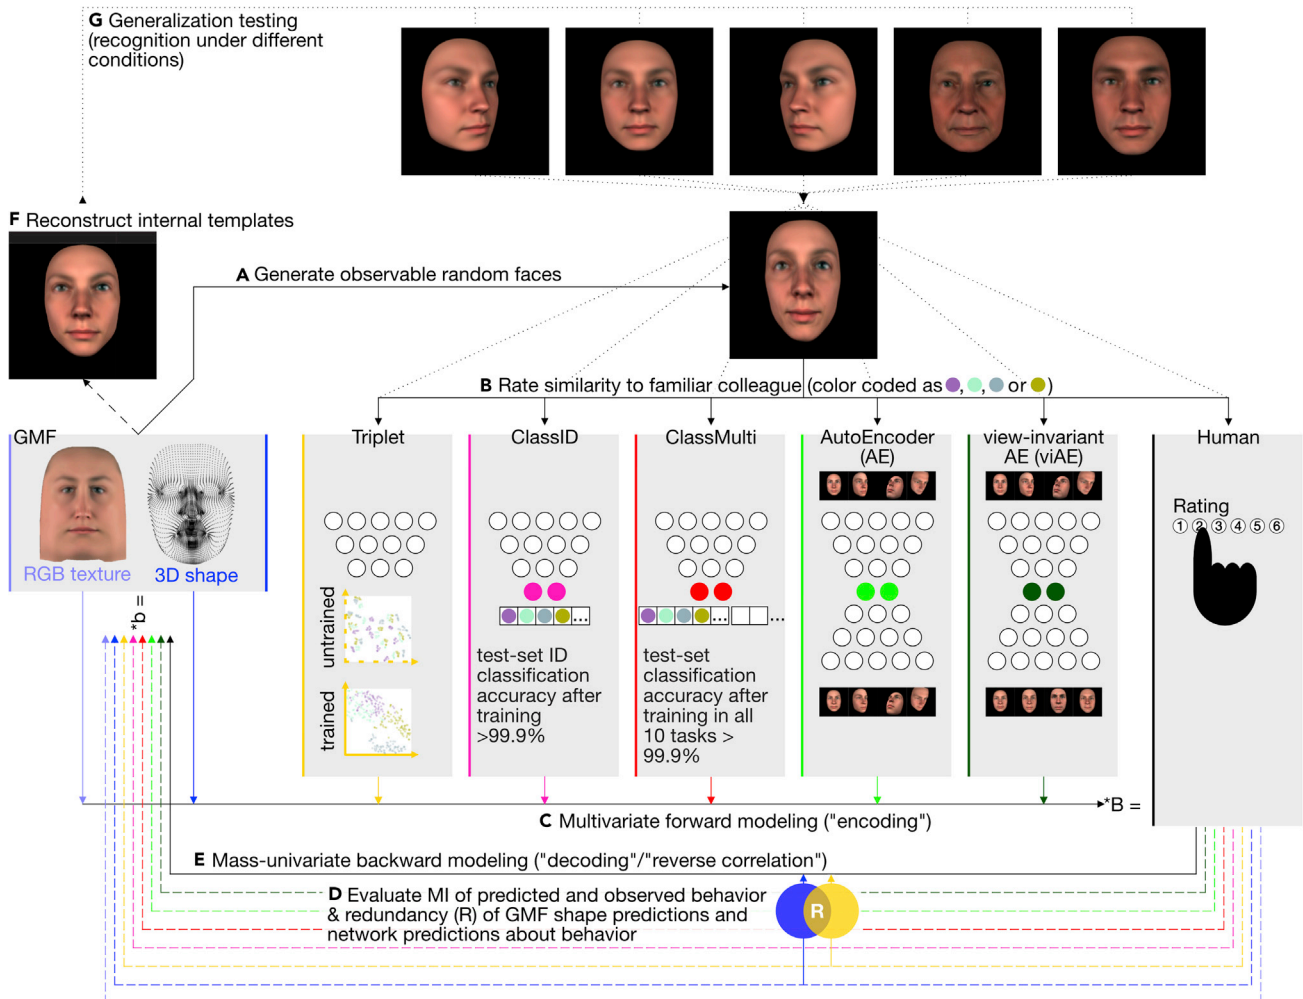 G Generalization testing
(recognition under different
conditions)
F Reconstruct internal templates
A Generate observable random faces
B Rate similarity to familiar colleague (color coded as , , or )
GMF
RGB texture
3D shape
*b =
Triplet
untrained
trained
ClassID
...
test-set ID
classification
accuracy after
training
>99.9%
ClassMulti
... ...
test-set
classification
accuracy after
training in all
10 tasks >
99.9%
AutoEncoder
(AE)
view-invariant
AE (viAE)
Human
Rating
1 2 3 4 5 6
*B =
C Multivariate forward modeling ("encoding")
E Mass-univariate backward modeling ("decoding"/"reverse correlation")
D Evaluate MI of predicted and observed behavior
& redundancy (R) of GMF shape predictions and
network predictions about behavior
R